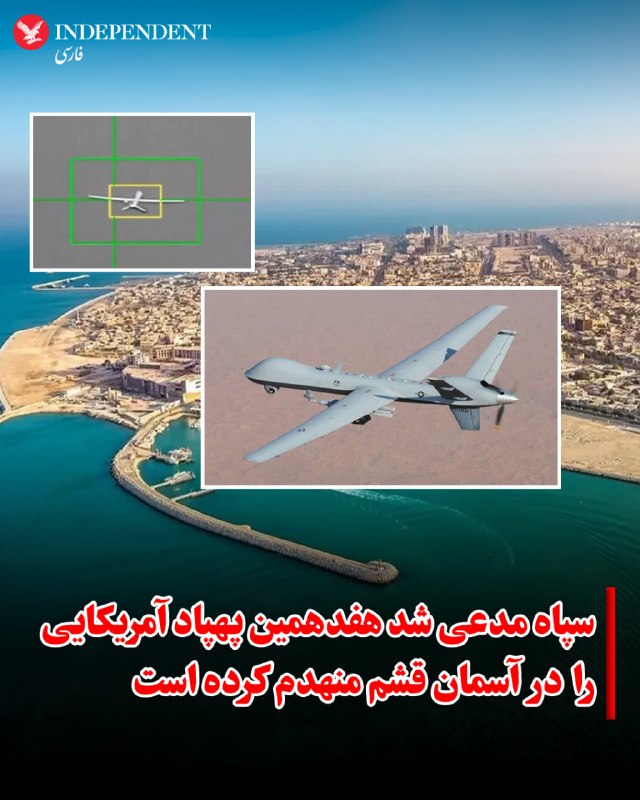 INDEPENDENT
فارسی
سپاه مدعی شد هفدهمین پهپاد آمریکایی
را در آسمان قشم منهدم کرده است